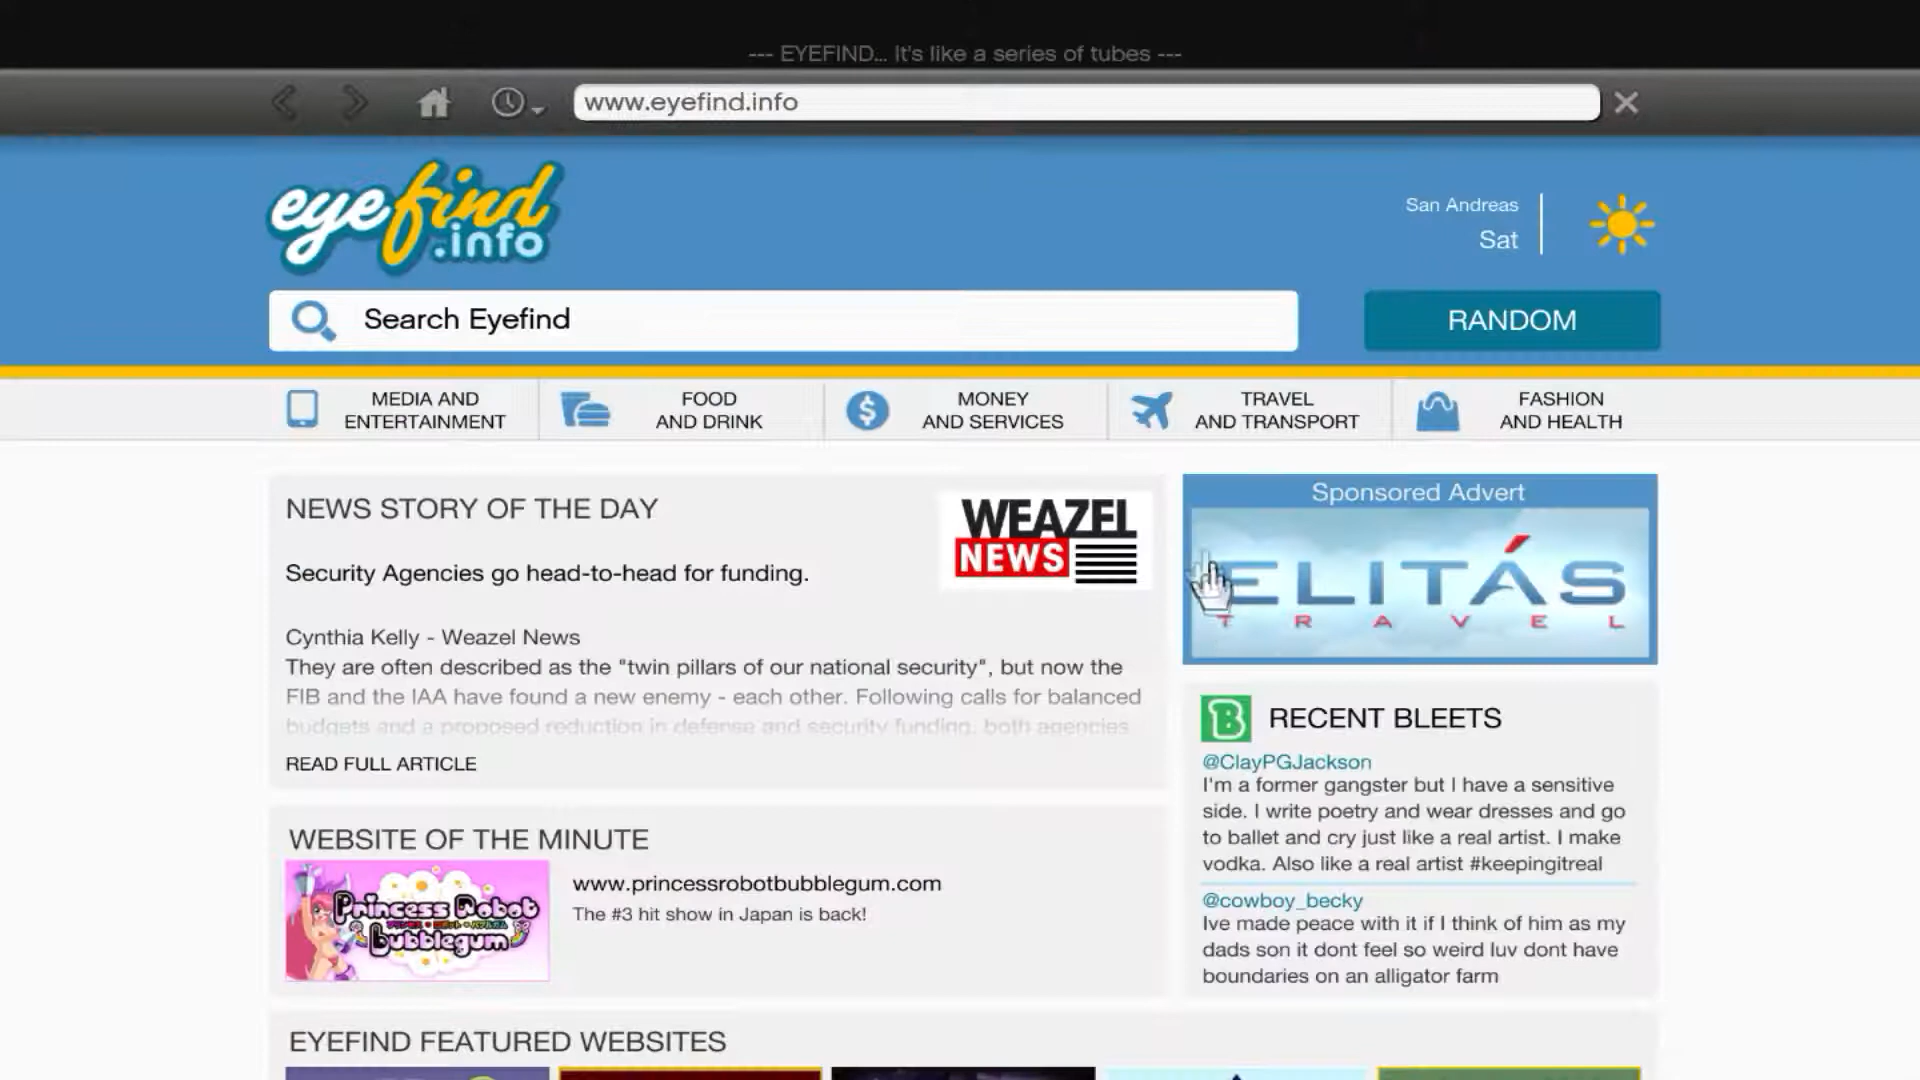 --- EYEFIND... It's like a series of tubes ---
www.eyefind.info
eyefind
.info
San Andreas
Sat
Search Eyefind
RANDOM
MEDIA AND
ENTERTAINMENT
FOOD
AND DRINK
MONEY
AND SERVICES
TRAVEL
AND TRANSPORT
FASHION
AND HEALTH
NEWS STORY OF THE DAY
WEAZEL
NEWS
Security Agencies go head-to-head for funding.
Cynthia Kelly - Weazel News
They are often described as the "twin pillars of our national security", but now the
FIB and the IAA have found a new enemy - each other. Following calls for balanced
budgets and a proposed reduction in defense and security funding, both agencies
READ FULL ARTICLE
Sponsored Advert
ELITÁS
TRAVEL
RECENT BLEETS
@ClayPGJackson
I'm a former gangster but I have a sensitive
side. I write poetry and wear dresses and go
to ballet and cry just like a real artist. I make
vodka. Also like a real artist #keepingitreal
@cowboy_becky
Ive made peace with it if I think of him as my
dads son it dont feel so weird luv dont have
boundaries on an alligator farm
WEBSITE OF THE MINUTE
Princess Robot
bubblegum
www.princessrobotbubblegum.com
The #3 hit show in Japan is back!
EYEFIND FEATURED WEBSITES